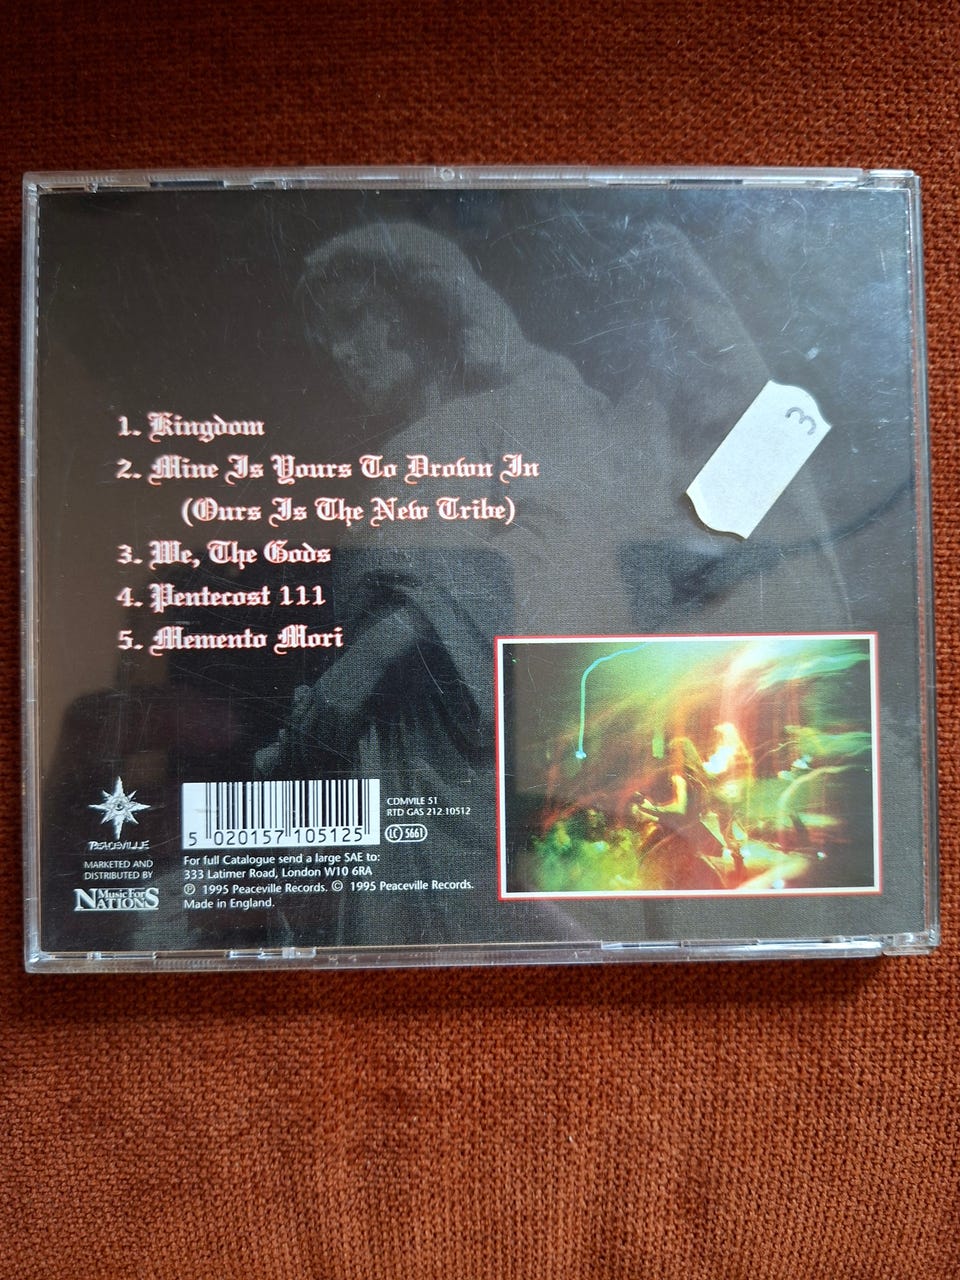 1. Kingdom
2. Mine Is Yours To Drown In
(Ours Is The New Tribe)
3. We, The Gods
4. Pentecost 111
5. Memento Mori
3
PEACEVILLE
MARKETED AND
DISTRIBUTED BY
Music For
NATIONS
5 020157 105125
CDMVILE 51
RTD GAS 212.10512
LC 5661
For full Catalogue send a large SAE to:
333 Latimer Road, London W10 6RA
℗ 1995 Peaceville Records. © 1995 Peaceville Records.
Made in England.